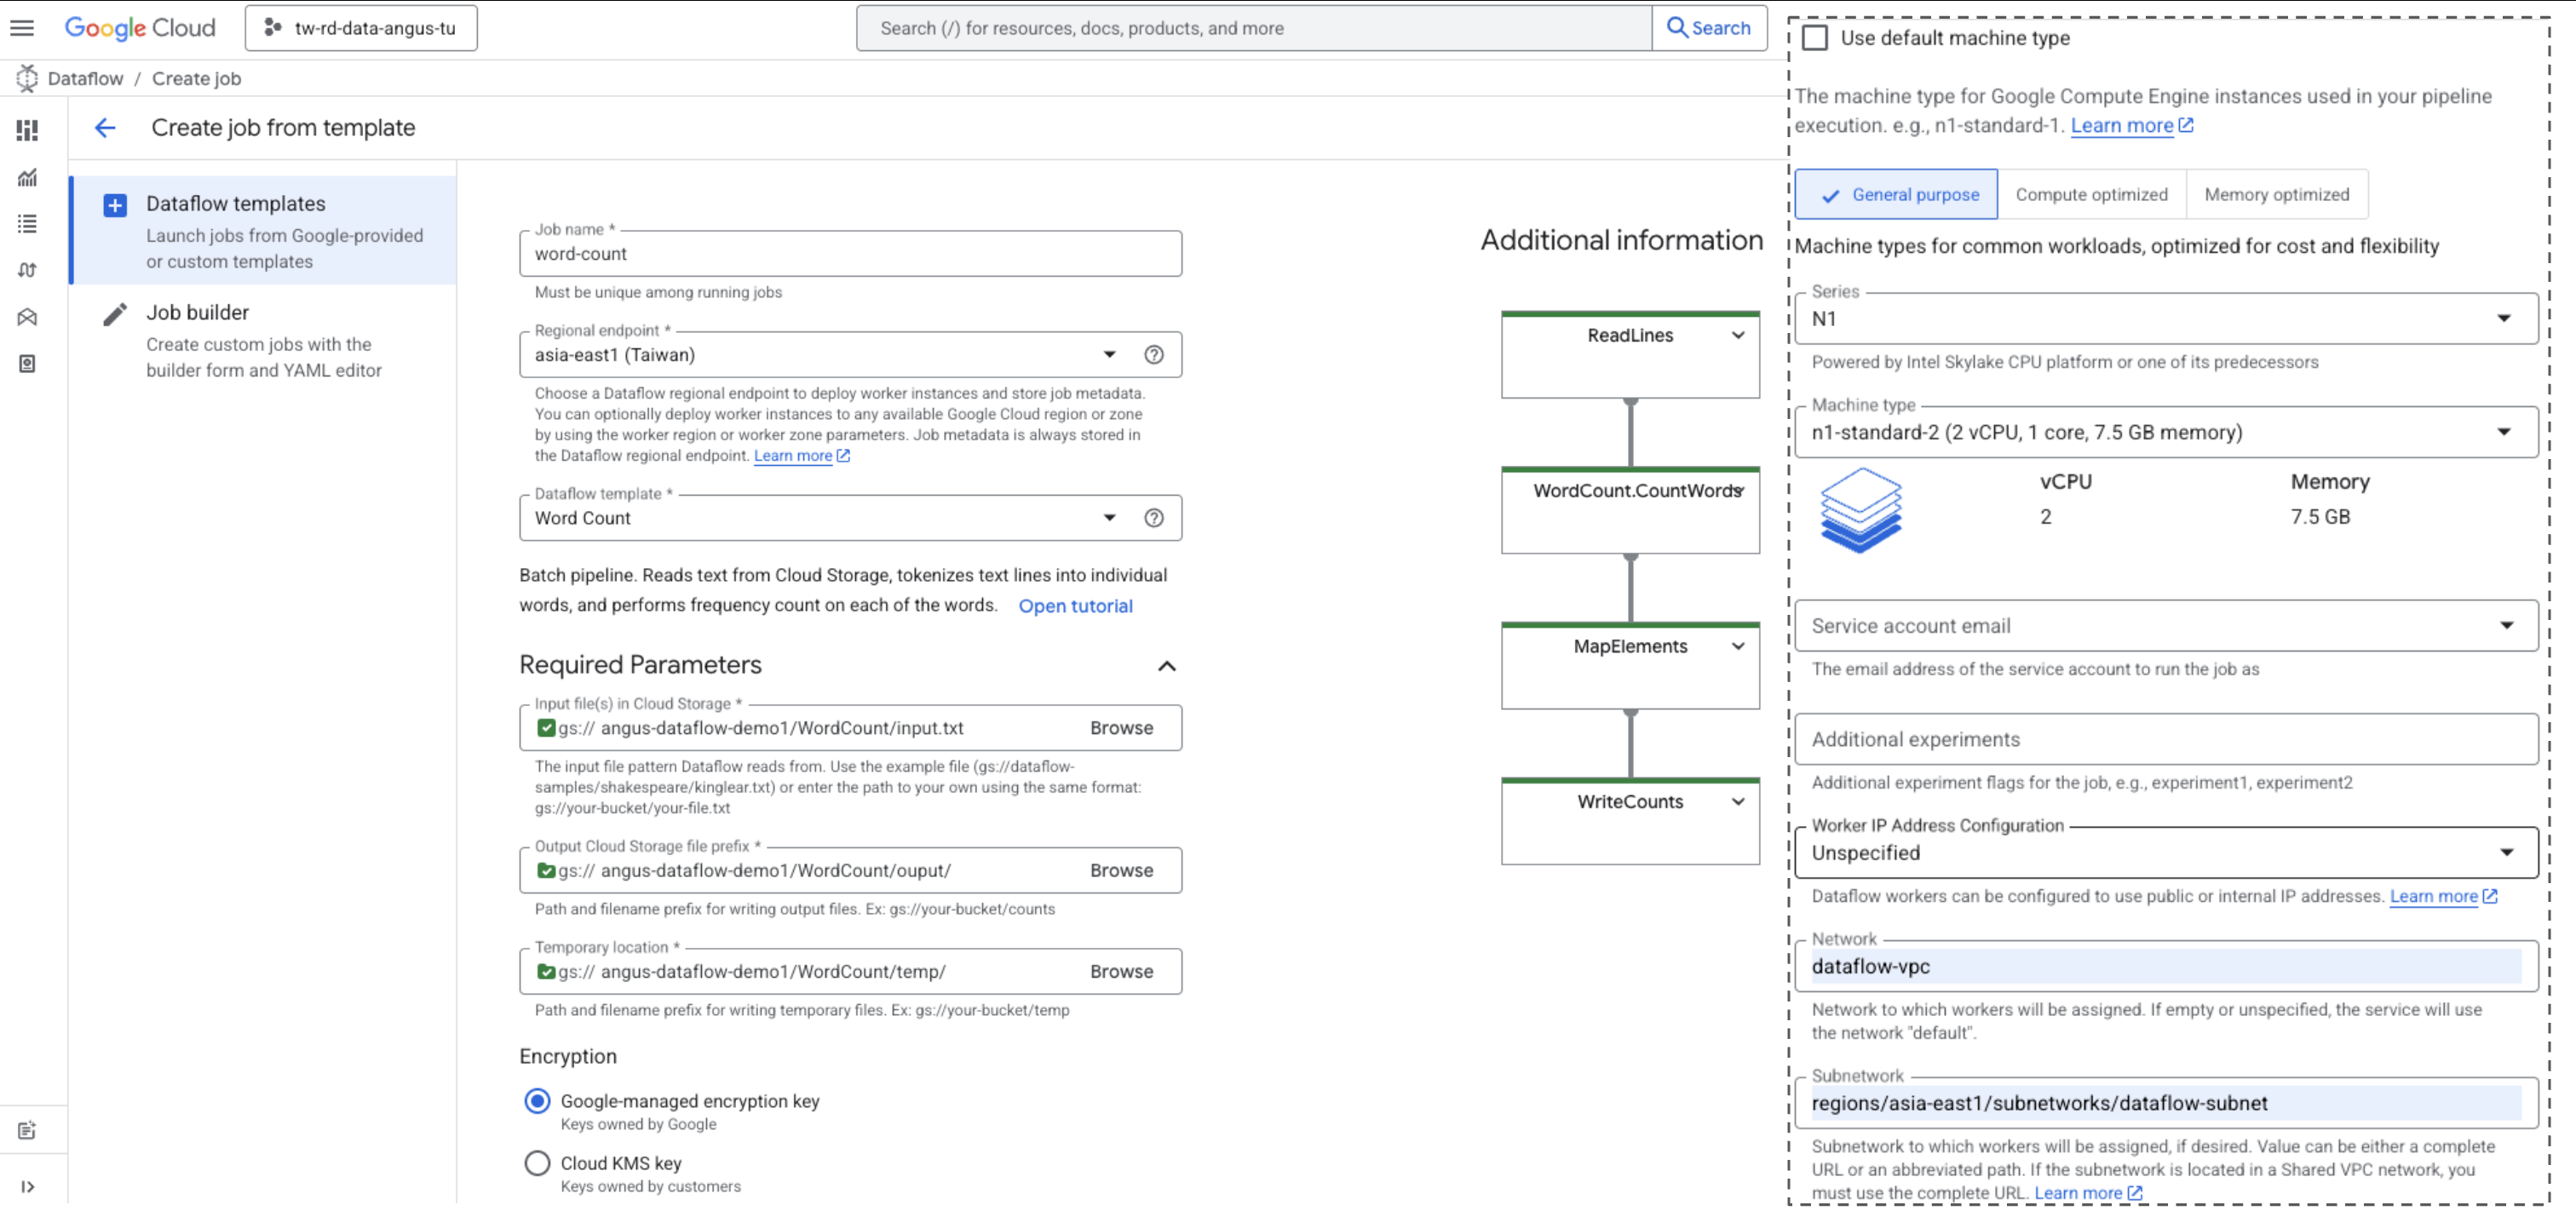 Google Cloud
tw-rd-data-angus-tu
Search (/) for resources, docs, products, and more
Search
Dataflow / Create job
Create job from template
Dataflow templates
Launch jobs from Google-provided
or custom templates
Job builder
Create custom jobs with the
builder form and YAML editor
Job name *
word-count
Must be unique among running jobs
Regional endpoint *
asia-east1 (Taiwan)
Choose a Dataflow regional endpoint to deploy worker instances and store job metadata.
You can optionally deploy worker instances to any available Google Cloud region or zone
by using the worker region or worker zone parameters. Job metadata is always stored in
the Dataflow regional endpoint. Learn more
Dataflow template *
Word Count
Batch pipeline. Reads text from Cloud Storage, tokenizes text lines into individual
words, and performs frequency count on each of the words. Open tutorial
Required Parameters
Input file(s) in Cloud Storage *
gs:// angus-dataflow-demo1/WordCount/input.txt
Browse
The input file pattern Dataflow reads from. Use the example file (gs://dataflow-
samples/shakespeare/kinglear.txt) or enter the path to your own using the same format:
gs://your-bucket/your-file.txt
Output Cloud Storage file prefix *
gs:// angus-dataflow-demo1/WordCount/ouput/
Browse
Path and filename prefix for writing output files. Ex: gs://your-bucket/counts
Temporary location *
gs:// angus-dataflow-demo1/WordCount/temp/
Browse
Path and filename prefix for writing temporary files. Ex: gs://your-bucket/temp
Encryption
Google-managed encryption key
Keys owned by Google
Cloud KMS key
Keys owned by customers
Additional information
ReadLines
WordCount.CountWords
MapElements
WriteCounts
Use default machine type
The machine type for Google Compute Engine instances used in your pipeline
execution. e.g., n1-standard-1. Learn more
General purpose
Compute optimized
Memory optimized
Machine types for common workloads, optimized for cost and flexibility
Series
N1
Powered by Intel Skylake CPU platform or one of its predecessors
Machine type
n1-standard-2 (2 vCPU, 1 core, 7.5 GB memory)
vCPU
Memory
2
7.5 GB
Service account email
The email address of the service account to run the job as
Additional experiments
Additional experiment flags for the job, e.g., experiment1, experiment2
Worker IP Address Configuration
Unspecified
Dataflow workers can be configured to use public or internal IP addresses. Learn more
Network
dataflow-vpc
Network to which workers will be assigned. If empty or unspecified, the service will use
the network "default".
Subnetwork
regions/asia-east1/subnetworks/dataflow-subnet
Subnetwork to which workers will be assigned, if desired. Value can be either a complete
URL or an abbreviated path. If the subnetwork is located in a Shared VPC network, you
must use the complete URL. Learn more